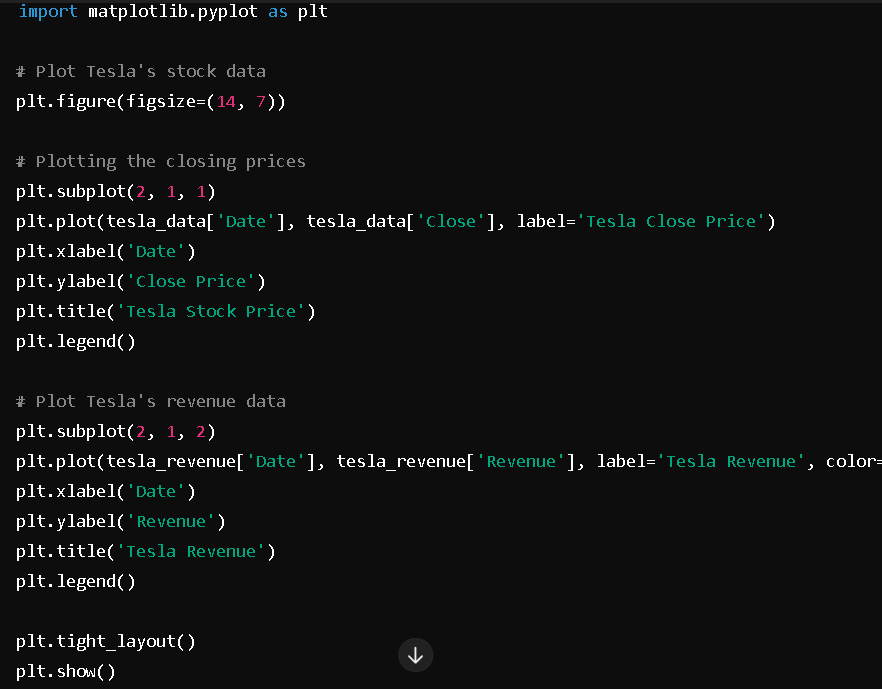 import matplotlib.pyplot as plt
# Plot Tesla's stock data
plt.figure(figsize=(14, 7))
# Plotting the closing prices
plt.subplot(2, 1, 1)
plt.plot(tesla_data['Date'], tesla_data['Close'], label='Tesla Close Price')
plt.xlabel('Date')
plt.ylabel('Close Price')
plt.title('Tesla Stock Price')
plt.legend()
# Plot Tesla's revenue data
plt.subplot(2, 1, 2)
plt.plot(tesla_revenue['Date'], tesla_revenue['Revenue'], label='Tesla Revenue', color=
plt.xlabel('Date')
plt.ylabel('Revenue')
plt.title('Tesla Revenue')
plt.legend()
plt.tight_layout()
plt.show()